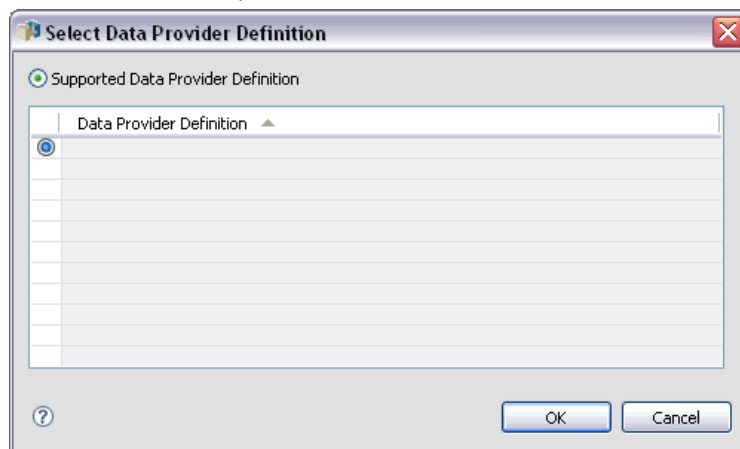 Select Data Provider Definition
Supported Data Provider Definition
Data Provider Definition
?
OK Cancel